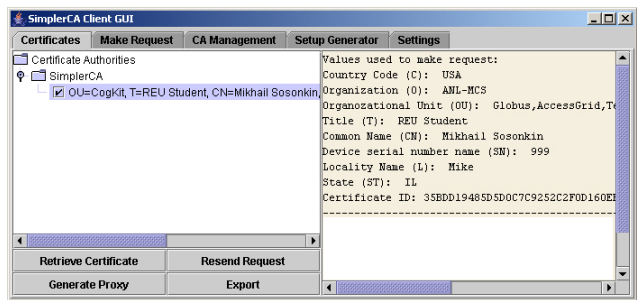 SimplerCA Client GUI
Certificates Make Request CA Management Setup Generator Settings
Certificate Authorities
SimplerCA
OU=CogKit, T=REU Student, CN=Mikhail Sosonkin,
Values used to make request:
Country Code (C): USA
Organization (O): ANL-MCS
Organozational Unit (OU): Globus,AccessGrid,Te
Title (T): REU Student
Common Name (CN): Mikhail Sosonkin
Device serial number name (SN): 999
Locality Name (L): Mike
State (ST): IL
Certificate ID: 35BDD19485D5D0C7C9252C2F0D160EE
--------------------------------------------------
Retrieve Certificate Resend Request
Generate Proxy Export